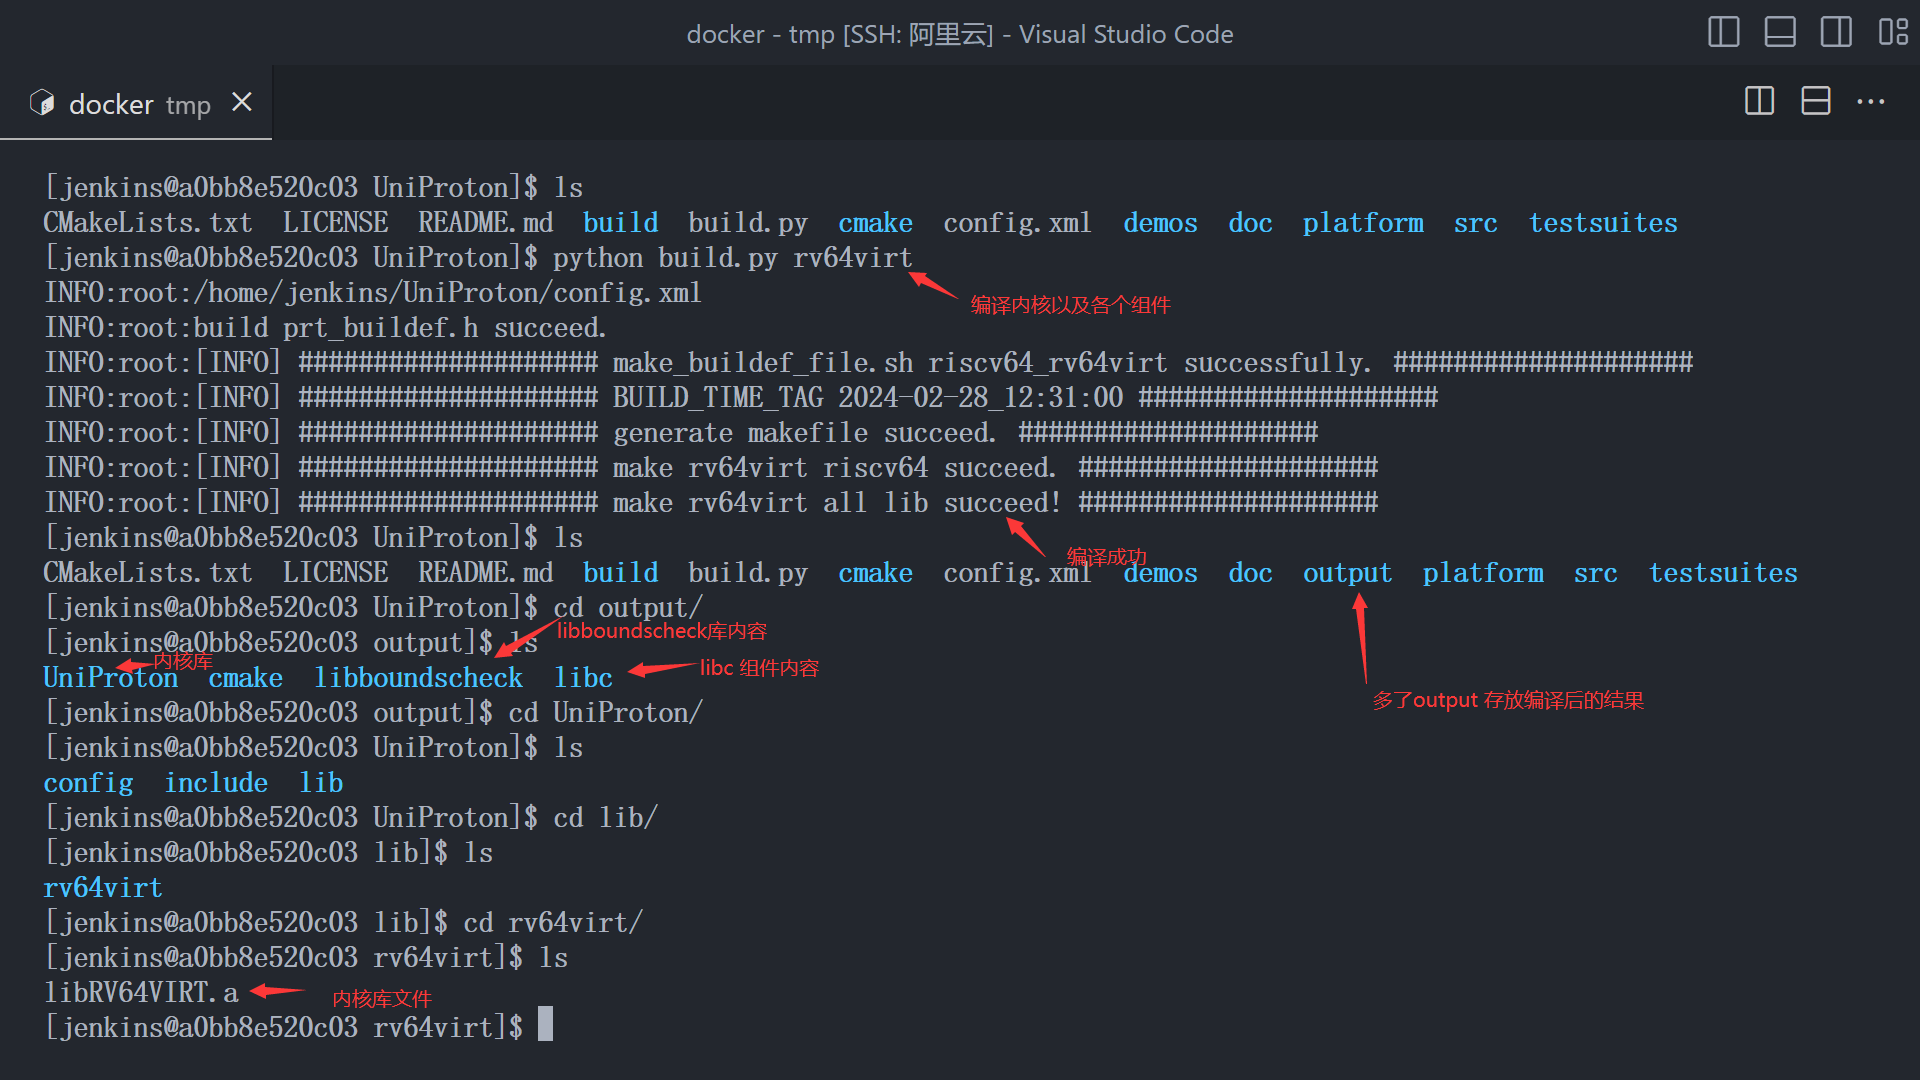 docker - tmp [SSH: 阿里云] - Visual Studio Code
docker tmp
[jenkins@a0bb8e520c03 UniProton]$ ls
CMakeLists.txt LICENSE README.md build build.py cmake config.xml demos doc platform src testsuites
[jenkins@a0bb8e520c03 UniProton]$ python build.py rv64virt
INFO:root:/home/jenkins/UniProton/config.xml
编译内核以及各个组件
INFO:root:build prt_buildef.h succeed.
INFO:root:[INFO] #################### make_buildef_file.sh riscv64_rv64virt successfully. ####################
INFO:root:[INFO] #################### BUILD_TIME_TAG 2024-02-28_12:31:00 ####################
INFO:root:[INFO] #################### generate makefile succeed. ####################
INFO:root:[INFO] #################### make rv64virt riscv64 succeed. ####################
INFO:root:[INFO] #################### make rv64virt all lib succeed! ####################
[jenkins@a0bb8e520c03 UniProton]$ ls
编译成功
CMakeLists.txt LICENSE README.md build build.py cmake config.xml demos doc output platform src testsuites
[jenkins@a0bb8e520c03 UniProton]$ cd output/
libboundscheck库内容
[jenkins@a0bb8e520c03 output]$ ls
内核库
libc 组件内容
UniProton cmake libboundscheck libc
多了output 存放编译后的结果
[jenkins@a0bb8e520c03 output]$ cd UniProton/
[jenkins@a0bb8e520c03 UniProton]$ ls
config include lib
[jenkins@a0bb8e520c03 UniProton]$ cd lib/
[jenkins@a0bb8e520c03 lib]$ ls
rv64virt
[jenkins@a0bb8e520c03 lib]$ cd rv64virt/
[jenkins@a0bb8e520c03 rv64virt]$ ls
libRV64VIRT.a
内核库文件
[jenkins@a0bb8e520c03 rv64virt]$